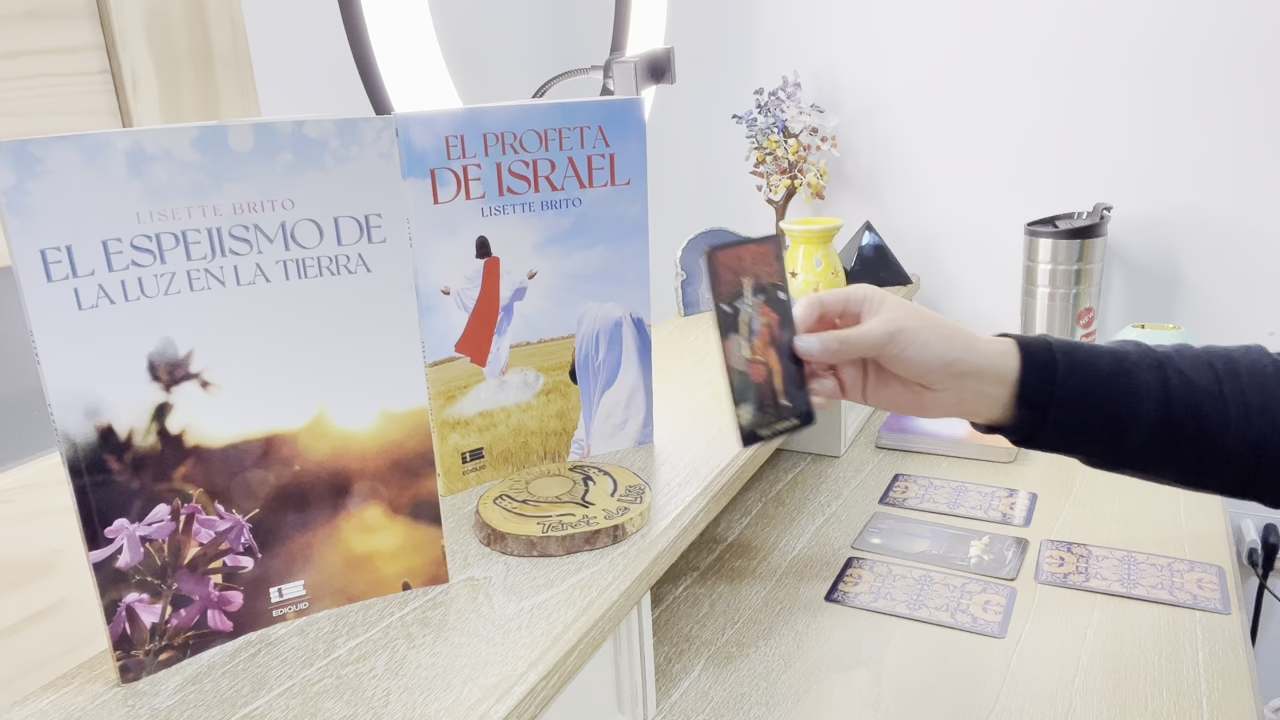 LISETTE BRITO
EL ESPEJISMO DE
LA LUZ EN LA TIERRA
EDIQUID
EL PROFETA
DE ISRAEL
LISETTE BRITO
EDIQUID
Tarot de Liss